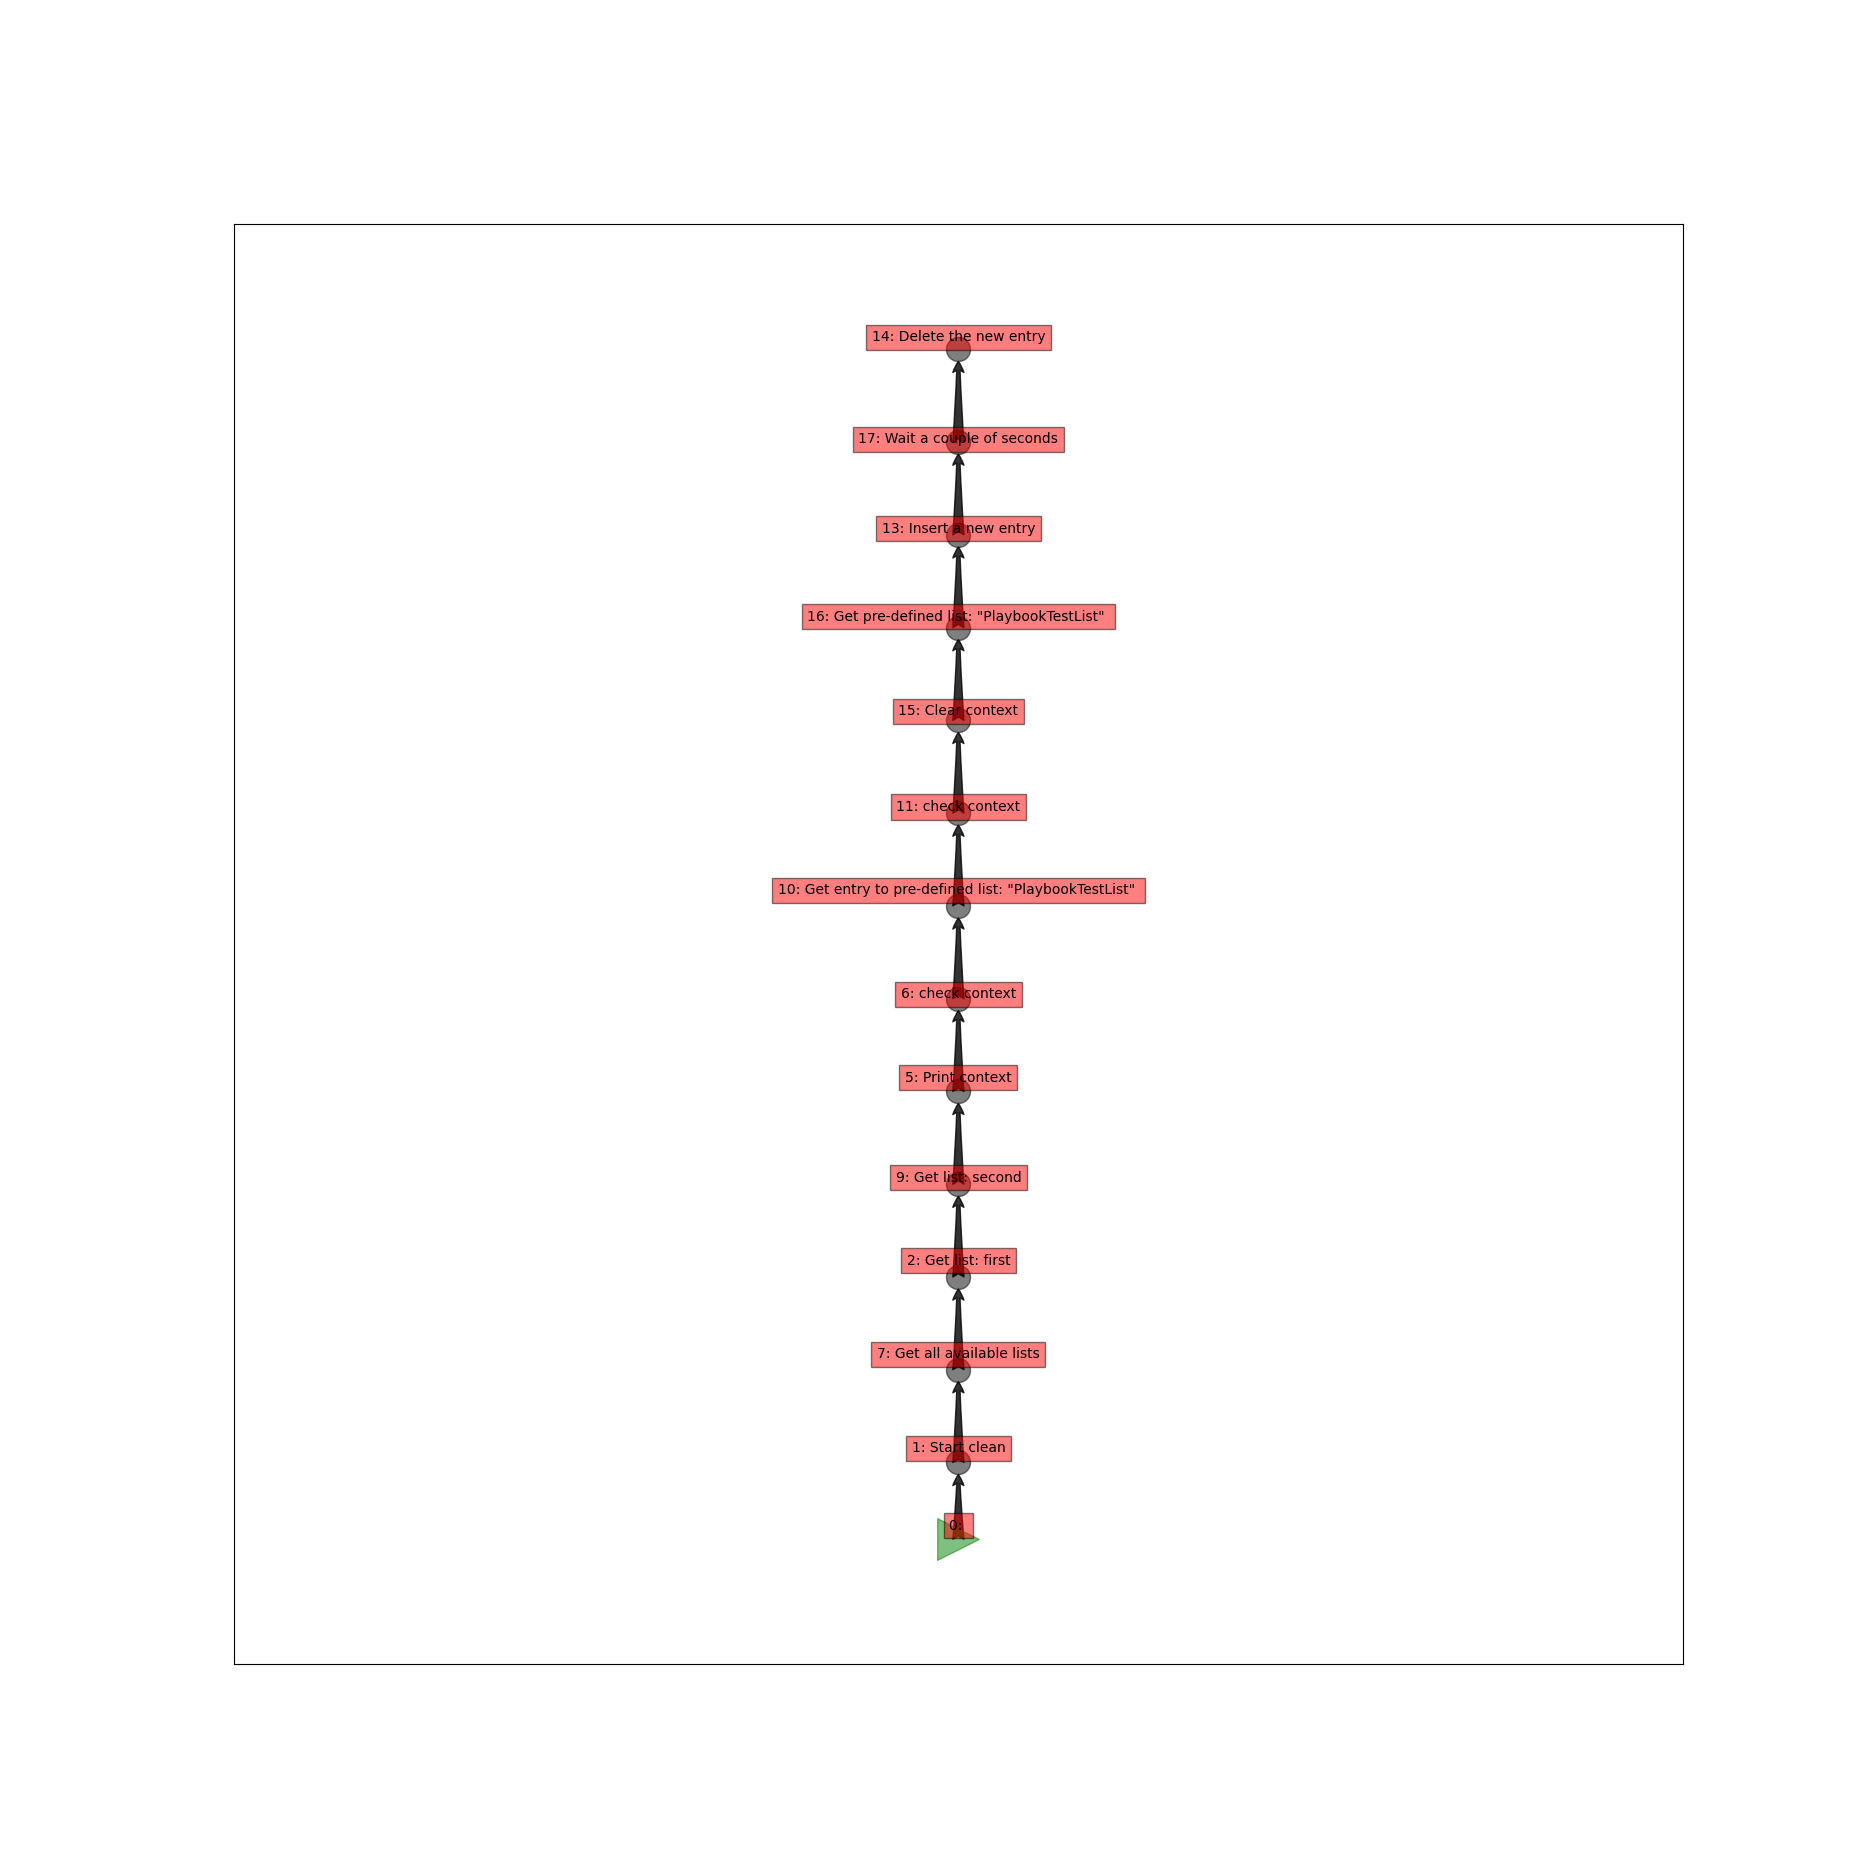 14: Delete the new entry
17: Wait a couple of seconds
13: Insert a new entry
16: Get pre-defined list: "PlaybookTestList"
15: Clear context
11: check context
10: Get entry to pre-defined list: "PlaybookTestList"
6: check context
5: Print context
9: Get list: second
2: Get list: first
7: Get all available lists
1: Start clean
0: